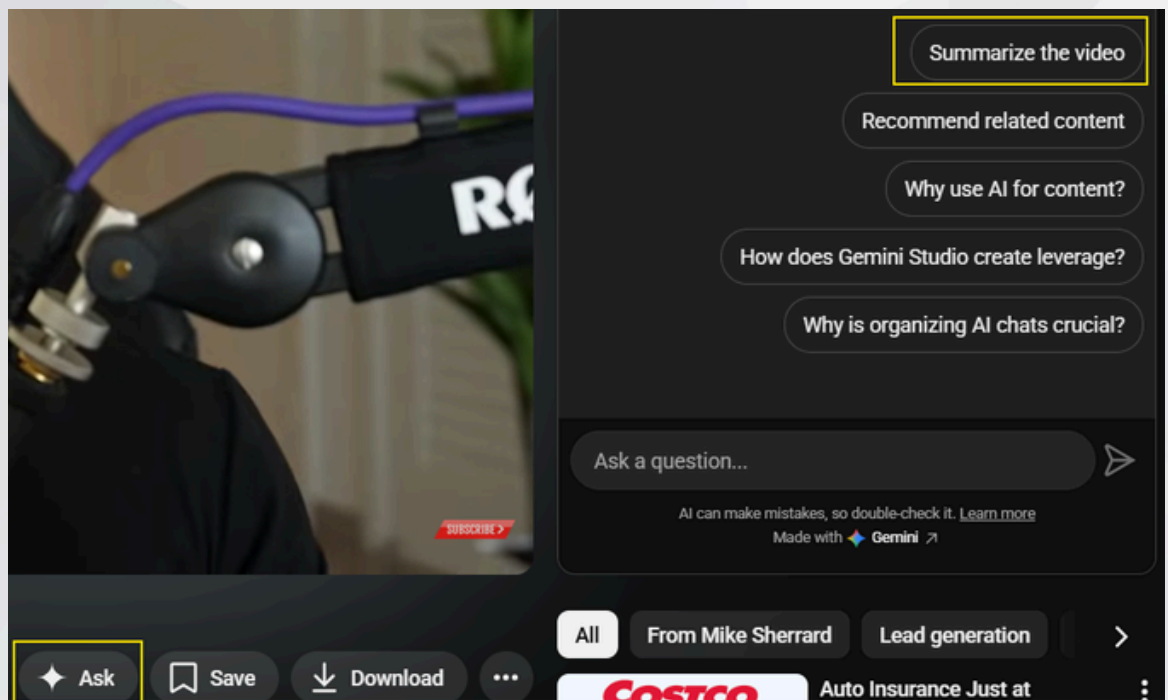 Summarize the video
Recommend related content
Why use AI for content?
How does Gemini Studio create leverage?
Why is organizing AI chats crucial?
RØ
SUBSCRIBE >
Ask a question...
AI can make mistakes, so double-check it. Learn more
Made with Gemini
Ask
Save
Download
All
From Mike Sherrard
Lead generation
COSTCO
Auto Insurance Just at